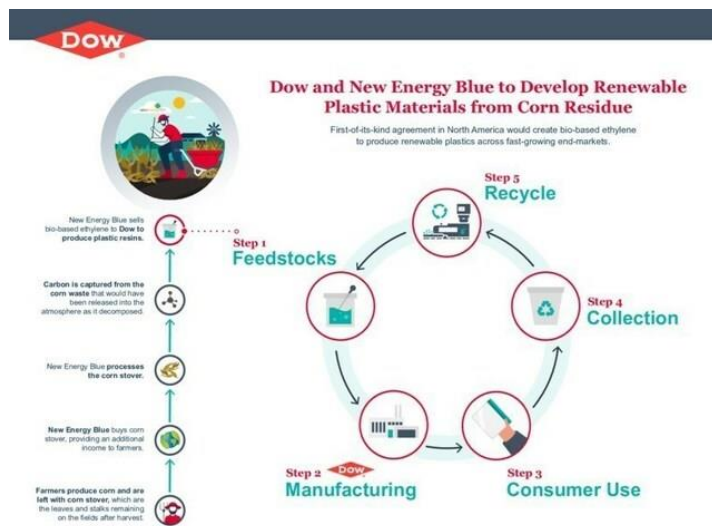 DOW
Dow and New Energy Blue to Develop Renewable
Plastic Materials from Corn Residue
First-of-its-kind agreement in North America would create bio-based ethylene
to produce renewable plastics across fast-growing end-markets.
New Energy Blue sells
bio-based ethylene to Dow to
produce plastic resins.
Carbon is captured from the
corn waste that would have
been released into the
atmosphere as it decomposed.
New Energy Blue processes
the corn stover.
New Energy Blue buys corn
stover, providing an additional
income to farmers.
Farmers produce corn and are
left with corn stover, which are
the leaves and stalks remaining
on the fields after harvest.
Step 1
Feedstocks
Step 2 DOW
Manufacturing
Step 3
Consumer Use
Step 4
Collection
Step 5
Recycle